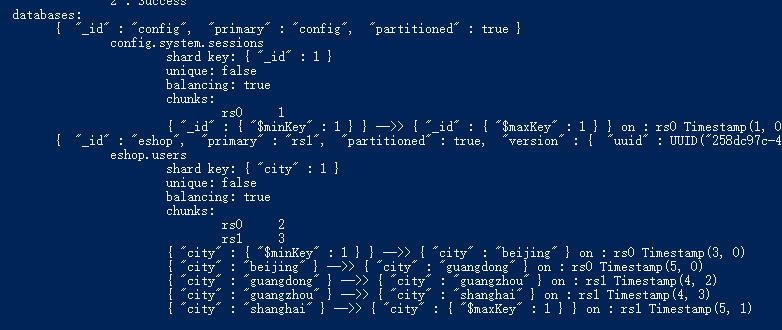 2 : Success
databases:
{ "_id" : "config", "primary" : "config", "partitioned" : true }
config.system.sessions
shard key: { "_id" : 1 }
unique: false
balancing: true
chunks:
rs0 1
{ "_id" : { "$minKey" : 1 } } -->> { "_id" : { "$maxKey" : 1 } } on : rs0 Timestamp(1, 0
{ "_id" : "eshop", "primary" : "rs1", "partitioned" : true, "version" : { "uuid" : UUID("258dc97c-4
eshop.users
shard key: { "city" : 1 }
unique: false
balancing: true
chunks:
rs0 2
rs1 3
{ "city" : { "$minKey" : 1 } } -->> { "city" : "beijing" } on : rs0 Timestamp(3, 0)
{ "city" : "beijing" } -->> { "city" : "guangdong" } on : rs0 Timestamp(5, 0)
{ "city" : "guangdong" } -->> { "city" : "guangzhou" } on : rs1 Timestamp(4, 2)
{ "city" : "guangzhou" } -->> { "city" : "shanghai" } on : rs1 Timestamp(4, 3)
{ "city" : "shanghai" } -->> { "city" : { "$maxKey" : 1 } } on : rs1 Timestamp(5, 1)